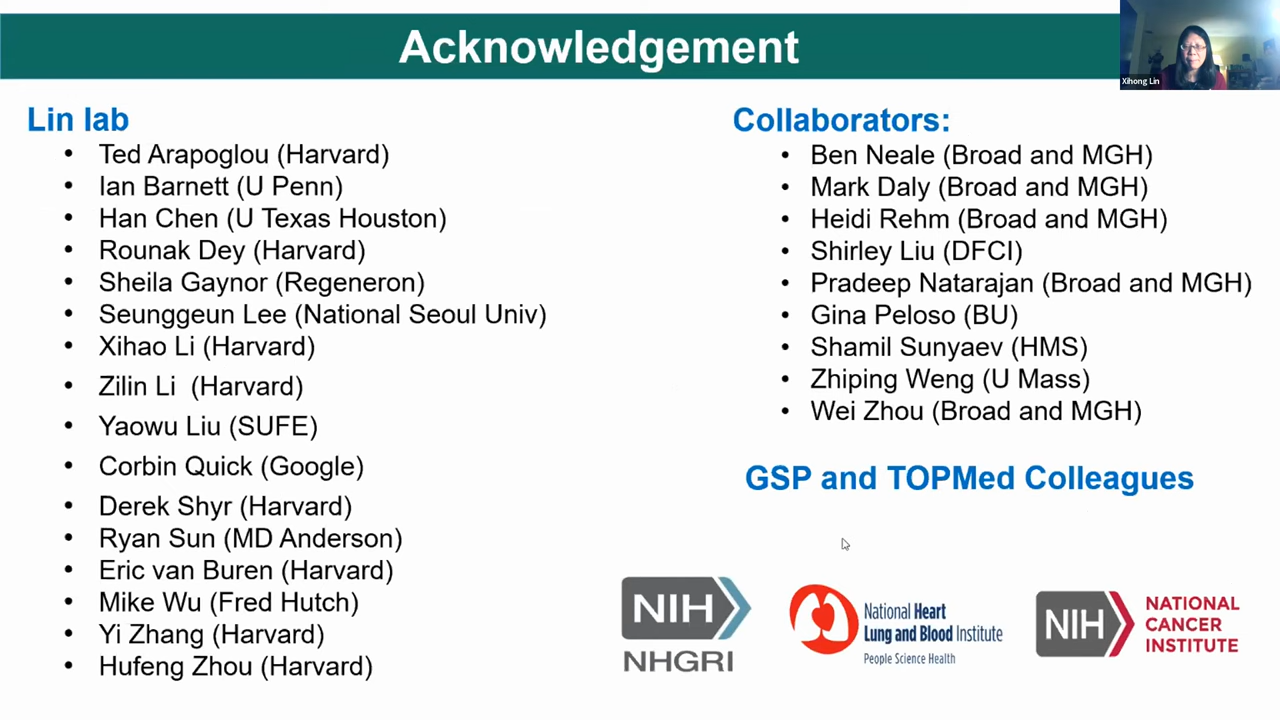 Acknowledgement
Xihong Lin
Lin lab
• Ted Arapoglou (Harvard)
• Ian Barnett (U Penn)
• Han Chen (U Texas Houston)
• Rounak Dey (Harvard)
• Sheila Gaynor (Regeneron)
• Seunggeun Lee (National Seoul Univ)
• Xihao Li (Harvard)
• Zilin Li (Harvard)
• Yaowu Liu (SUFE)
• Corbin Quick (Google)
• Derek Shyr (Harvard)
• Ryan Sun (MD Anderson)
• Eric van Buren (Harvard)
• Mike Wu (Fred Hutch)
• Yi Zhang (Harvard)
• Hufeng Zhou (Harvard)
Collaborators:
• Ben Neale (Broad and MGH)
• Mark Daly (Broad and MGH)
• Heidi Rehm (Broad and MGH)
• Shirley Liu (DFCI)
• Pradeep Natarajan (Broad and MGH)
• Gina Peloso (BU)
• Shamil Sunyaev (HMS)
• Zhiping Weng (U Mass)
• Wei Zhou (Broad and MGH)
GSP and TOPMed Colleagues
NIH
NHGRI
National Heart
Lung and Blood Institute
People Science Health
NIH
NATIONAL
CANCER
INSTITUTE